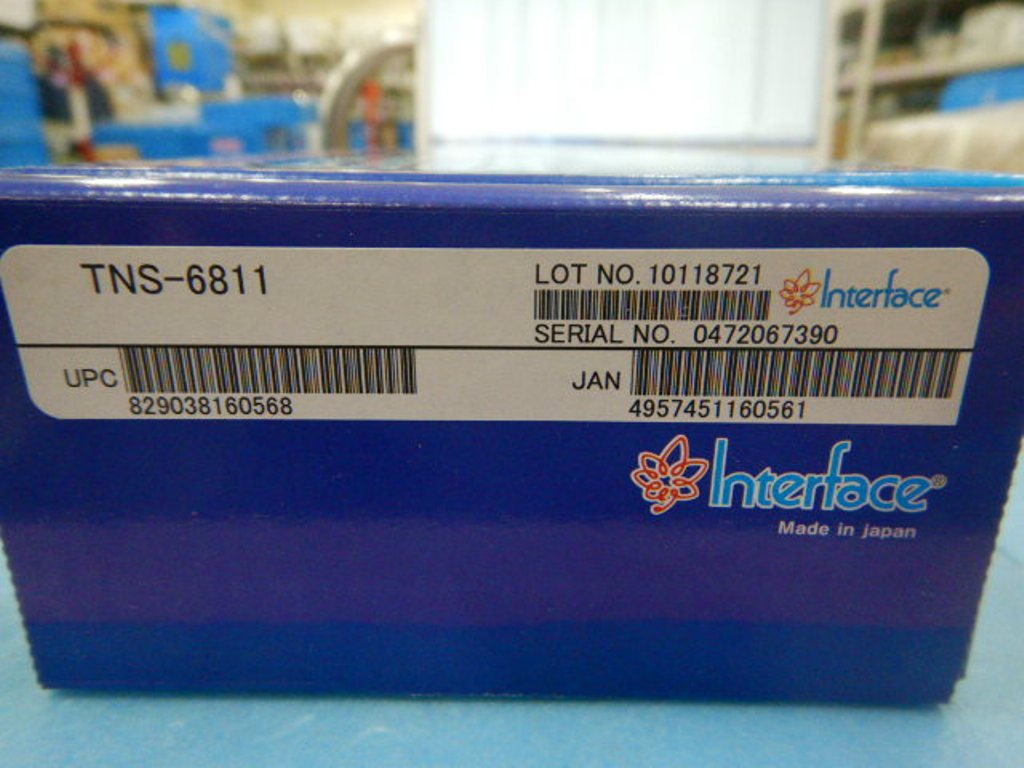 TNS-6811
LOT NO. 10118721
Interface®
SERIAL NO. 0472067390
UPC
829038160568
JAN
4957451160561
Interface®
Made in japan